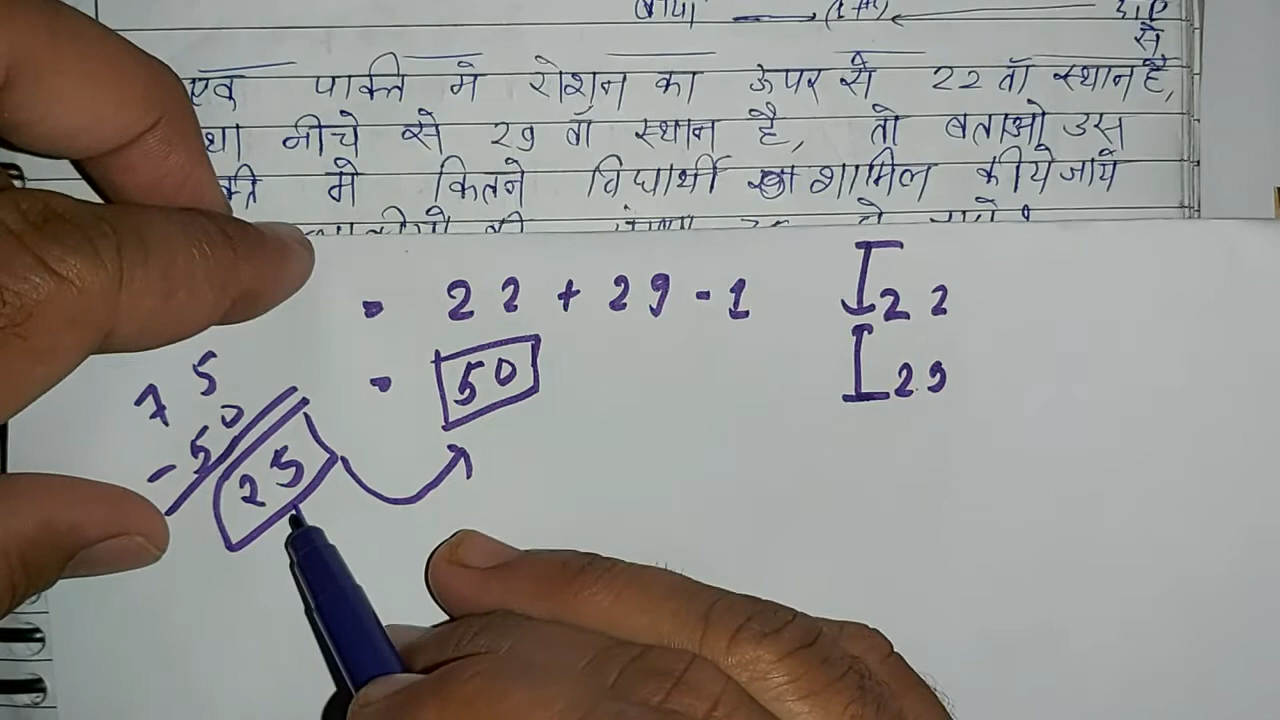 एक पंक्ति मे रोशन का ऊपर से 22 वाँ स्थान है,
नीचे से 29 वाँ स्थान है, तो बताओ उस
मे कितने विद्यार्थी शामिल कीये जाये
= 22 + 29 - 1
= 50
75
- 50
25
22
29